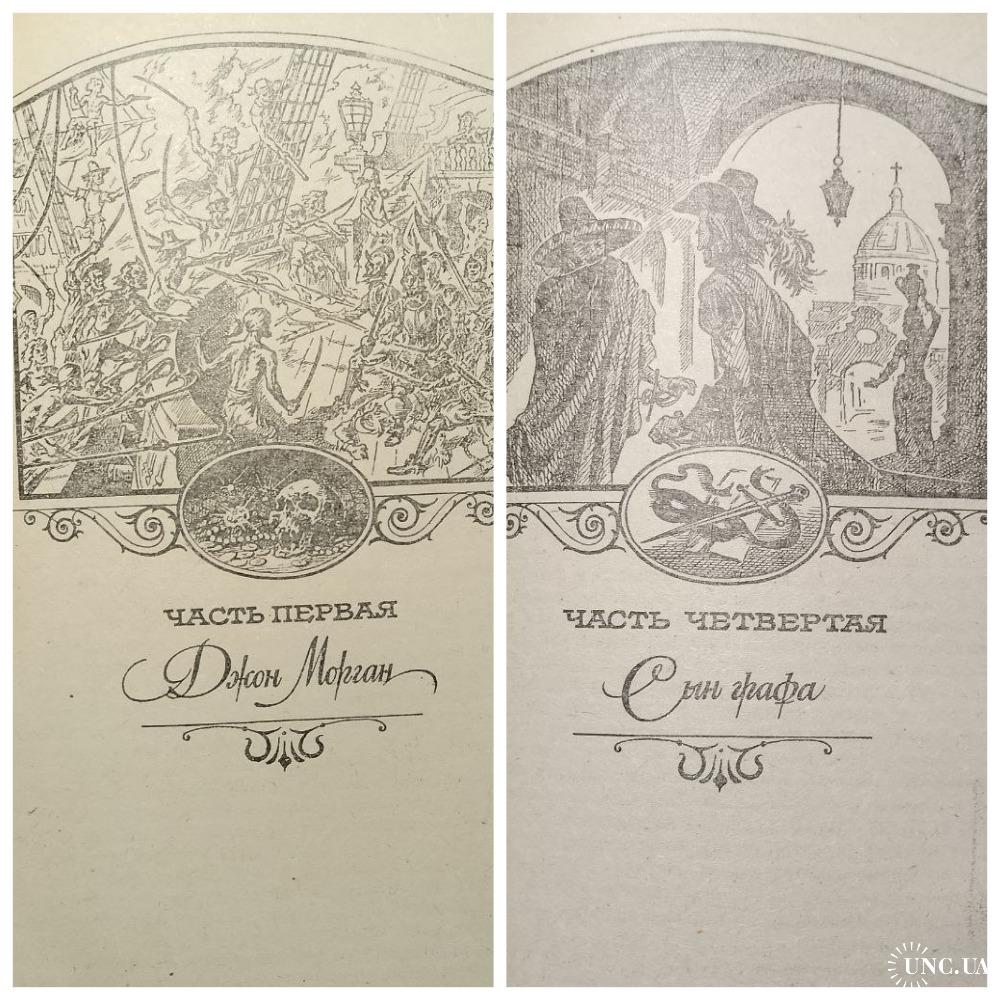 ЧАСТЬ ПЕРВАЯ
Джон Морган
ЧАСТЬ ЧЕТВЕРТАЯ
Сын графа
UNC.UA